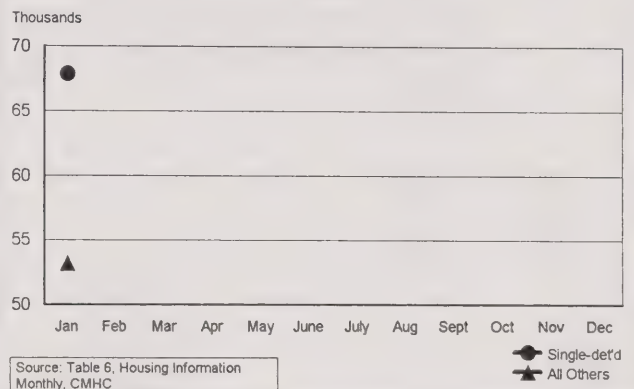 Thousands
70
65
60
55
50
Jan Feb Mar Apr May June July Aug Sept Oct Nov Dec
Single-det'd
All Others
Source: Table 6, Housing Information
Monthly, CMHC